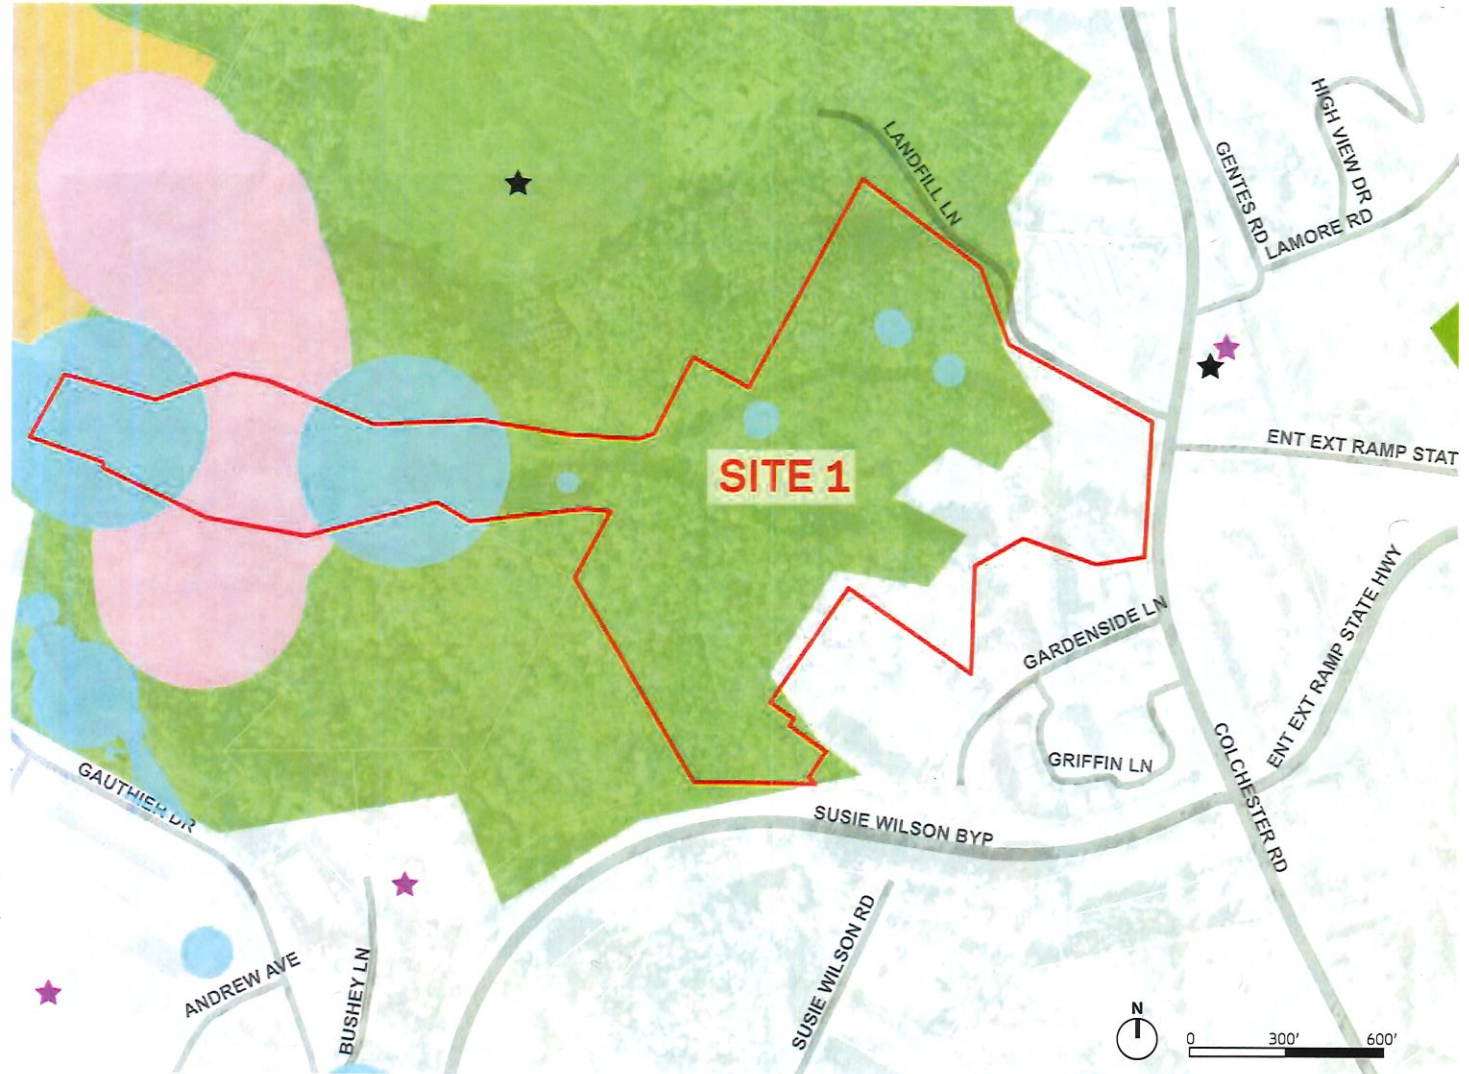 HIGH VIEW DR
LANDFILL LN
GENTES RD
LAMORE RD
ENT EXT RAMP STAT
SITE 1
ENT EXT RAMP STATE HWY
GARDENSIDE LN
GRIFFIN LN
COLCHESTER RD
GAUTHIER DR
SUSIE WILSON BYP
SUSIE WILSON RD
ANDREW AVE
BUSHEY LN
N
0 300' 600'